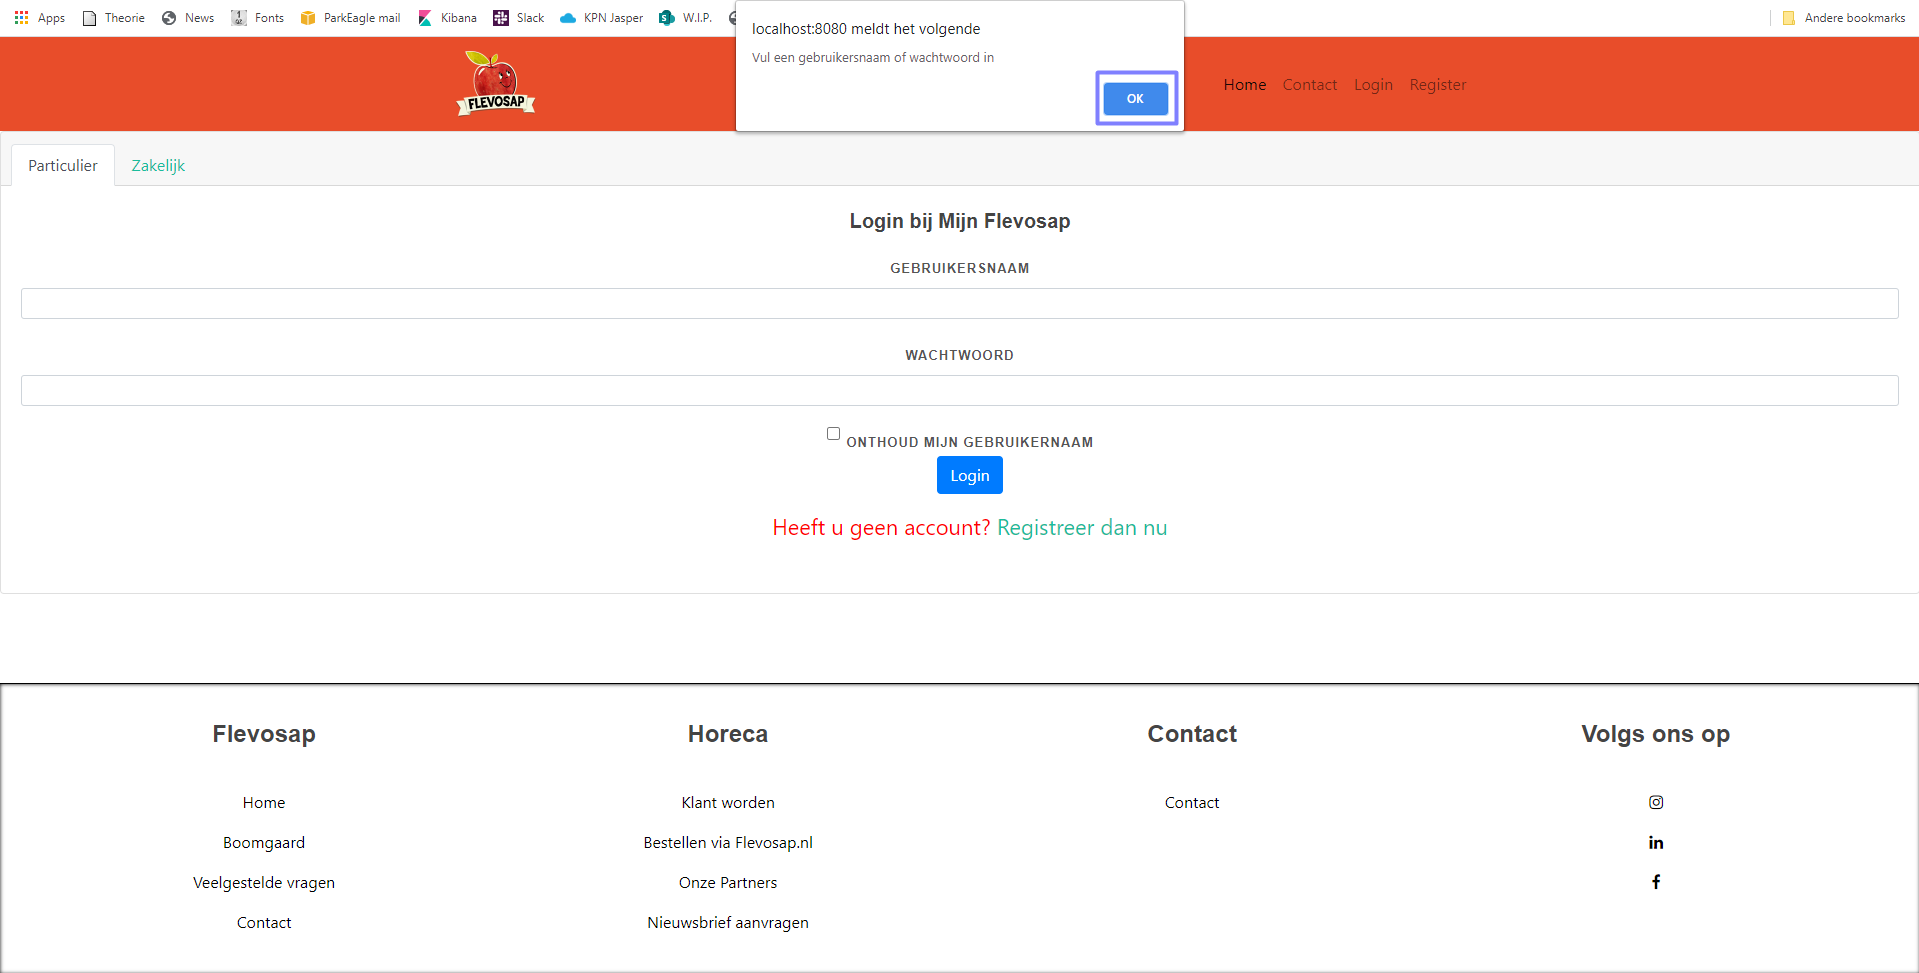 Apps Theorie News Fonts ParkEagle mail Kibana Slack KPN Jasper W.I.P. Andere bookmarks
localhost:8080 meldt het volgende
Vul een gebruikersnaam of wachtwoord in
OK
FLEVOSAP
Home Contact Login Register
Particulier Zakelijk
Login bij Mijn Flevosap
GEBRUIKERSNAAM
WACHTWOORD
ONTHOUD MIJN GEBRUIKERNAAM
Login
Heeft u geen account? Registreer dan nu
Flevosap
Home
Boomgaard
Veelgestelde vragen
Contact
Horeca
Klant worden
Bestellen via Flevosap.nl
Onze Partners
Nieuwsbrief aanvragen
Contact
Contact
Volgs ons op